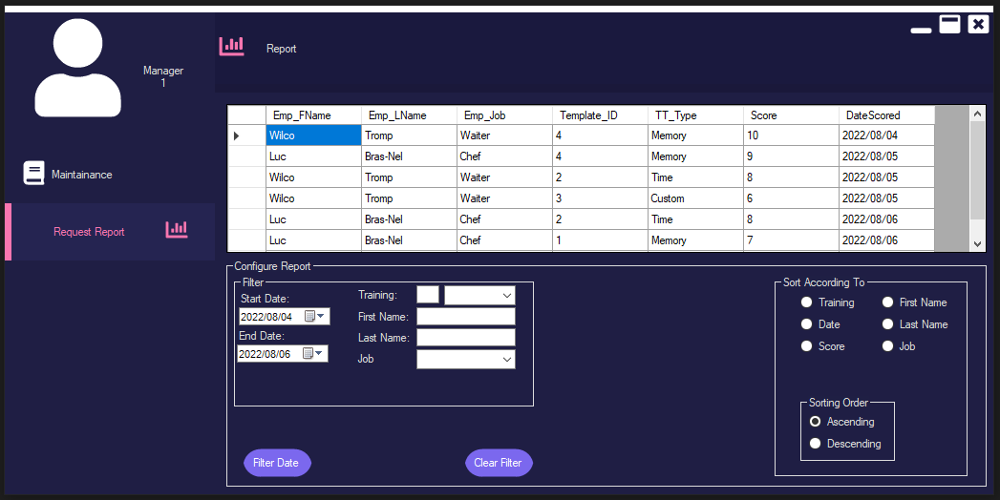 Report
Manager
1
Maintainance
Request Report
Emp_FName Emp_LName Emp_Job Template_ID TT_Type Score DateScored
Wilco Tromp Waiter 4 Memory 10 2022/08/04
Luc Bras-Nel Chef 4 Memory 9 2022/08/05
Wilco Tromp Waiter 2 Time 8 2022/08/05
Wilco Tromp Waiter 3 Custom 6 2022/08/05
Luc Bras-Nel Chef 2 Time 8 2022/08/06
Luc Bras-Nel Chef 1 Memory 7 2022/08/06
Configure Report
Filter
Start Date:
2022/08/04
End Date:
2022/08/06
Training:
First Name:
Last Name:
Job
Sort According To
Training First Name
Date Last Name
Score Job
Sorting Order
Ascending
Descending
Filter Date
Clear Filter